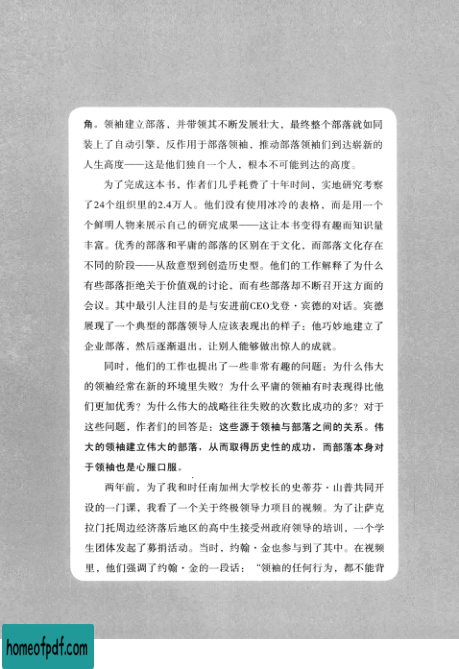 角。领袖建立部落，并带领其不断发展壮大，最终整个部落就如同
装上了自动引擎，反作用于部落领袖，推动部落领袖们到达崭新的
人生高度——这是他们独自一个人，根本不可能到达的高度。
为了完成这本书，作者们几乎耗费了十年时间，实地研究考察
了24个组织里的2.4万人。他们没有使用冰冷的表格，而是用一个
个鲜明人物来展示自己的研究成果——这让本书变得有趣而知识量
丰富。优秀的部落和平庸的部落的区别在于文化，而部落文化存在
不同的阶段——从敌意型到创造历史型。他们的工作解释了为什么
有些部落拒绝关于价值观的讨论，而有些部落却不断召开这方面的
会议。其中最引人注目的是与安进前CEO戈登·宾德的对话。宾德
展现了一个典型的部落领导人应该表现出的样子：他巧妙地建立了
企业部落，然后逐渐退出，让别人能够做出惊人的成就。
同时，他们的工作也提出了一些非常有趣的问题：为什么伟大
的领袖经常在新的环境里失败？为什么平庸的领袖有时表现得比他
们更加优秀？为什么伟大的战略往往失败的次数比成功的多？对于
这些问题，作者们的回答是：这些源于领袖与部落之间的关系。伟
大的领袖建立伟大的部落，从而取得历史性的成功，而部落本身对
于领袖也是心服口服。
两年前，为了我和时任南加州大学校长的史蒂芬·山普共同开
设的一门课，我看了一个关于终极领导力项目的视频。为了让萨克
拉门托周边经济落后地区的高中生接受州政府领导的培训，一个学
生团体发起了募捐活动。当时，约翰·金也参与到了其中。在视频
里，他们强调了约翰·金的一段话：“领袖的任何行为，都不能背
homeofpdf.com